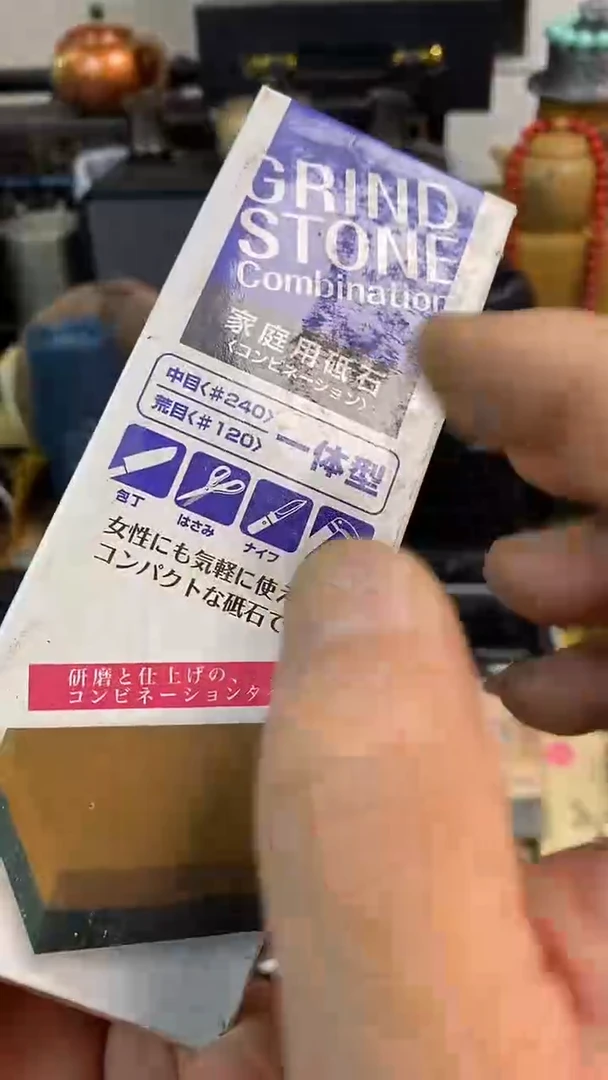 GRIND
STONE
Combination
家庭用砥石
〈コンビネーション〉
中目〈#240〉
荒目〈#120〉
一体型
包丁
はさみ
ナイフ
女性にも気軽に使え
コンパクトな砥石で
研磨と仕上げの、
コンビネーションタ